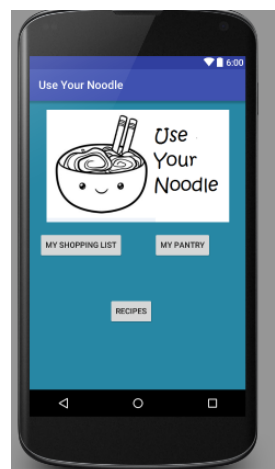 6:00
Use Your Noodle
Use
Your
Noodle
MY SHOPPING LIST
MY PANTRY
RECIPES